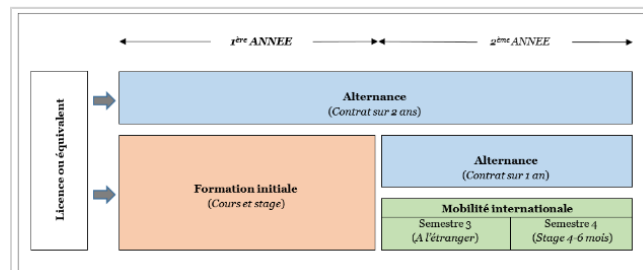 1ère ANNEE
2ème ANNEE
Licence ou équivalent
Alternance
(Contrat sur 2 ans)
Formation initiale
(Cours et stage)
Alternance
(Contrat sur 1 an)
Mobilité internationale
Semestre 3
(A l'étranger)
Semestre 4
(Stage 4-6 mois)